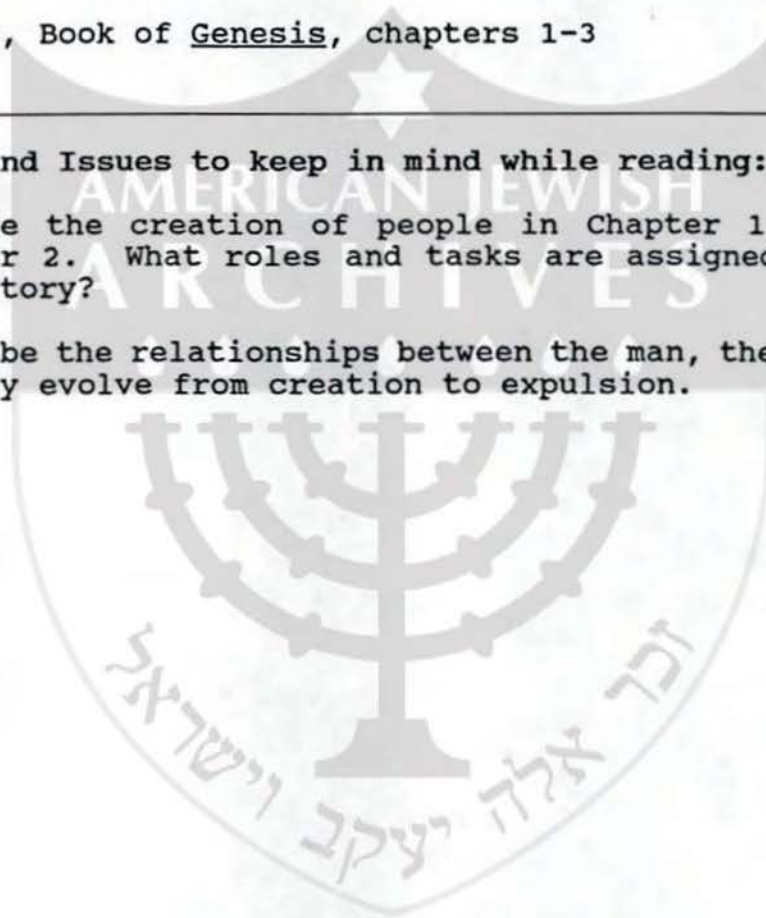 , Book of Genesis, chapters 1-3
nd Issues to keep in mind while reading:
AMERICAN JEWISH
e the creation of people in Chapter 1
r 2. What roles and tasks are assigned
ARCHIVES
tory?
be the relationships between the man, the
y evolve from creation to expulsion.
זכר אלה יעקב וישראל